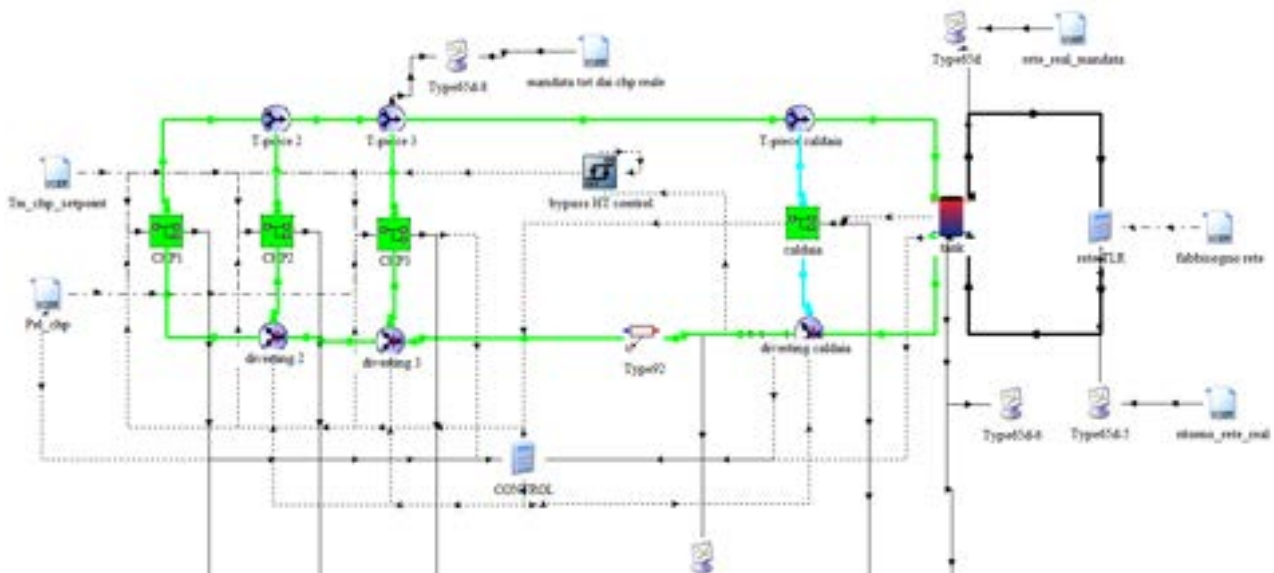 Type65d
rete_real_mandata
Type65d-8
mandata tot dai chp reale
T-piece 2
T-piece 3
T-piece caldaia
Tm_chp_setpoint
bypass HT control
CHP1
CHP2
CHP3
caldaia
tank
rete TLR
fabbisogno rete
Pel_chp
diverting 2
diverting 3
Type92
diverting caldaia
Type65d-6
Type65d-5
ritorno_rete_real
CONTROL